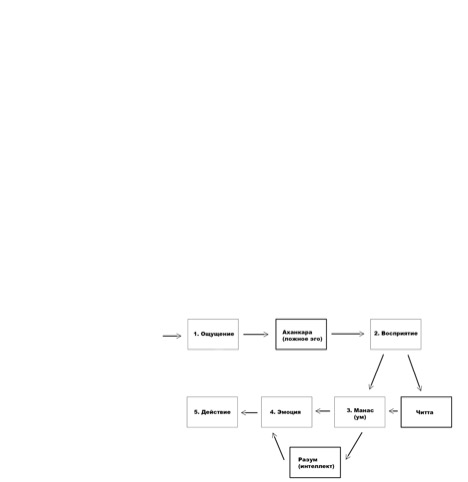 1. Ощущение
Аханкара
(ложное эго)
2. Восприятие
5. Действие
4. Эмоция
3. Манас
(ум)
Читта
Разум
(интеллект)